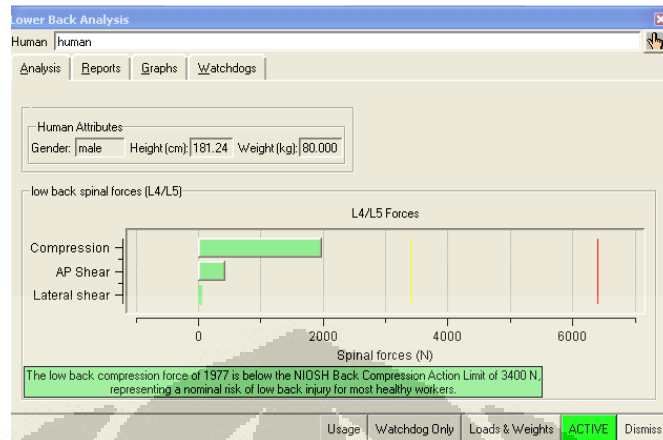 Lower Back Analysis
Human human
Analysis Reports Graphs Watchdogs
Human Attributes
Gender: male Height (cm): 181.24 Weight (kg): 80.000
low back spinal forces (L4/L5)
L4/L5 Forces
Compression
AP Shear
Lateral shear
0 2000 4000 6000
Spinal forces (N)
The low back compression force of 1977 is below the NIOSH Back Compression Action Limit of 3400 N,
representing a nominal risk of low back injury for most healthy workers.
Usage Watchdog Only Loads & Weights ACTIVE Dismiss